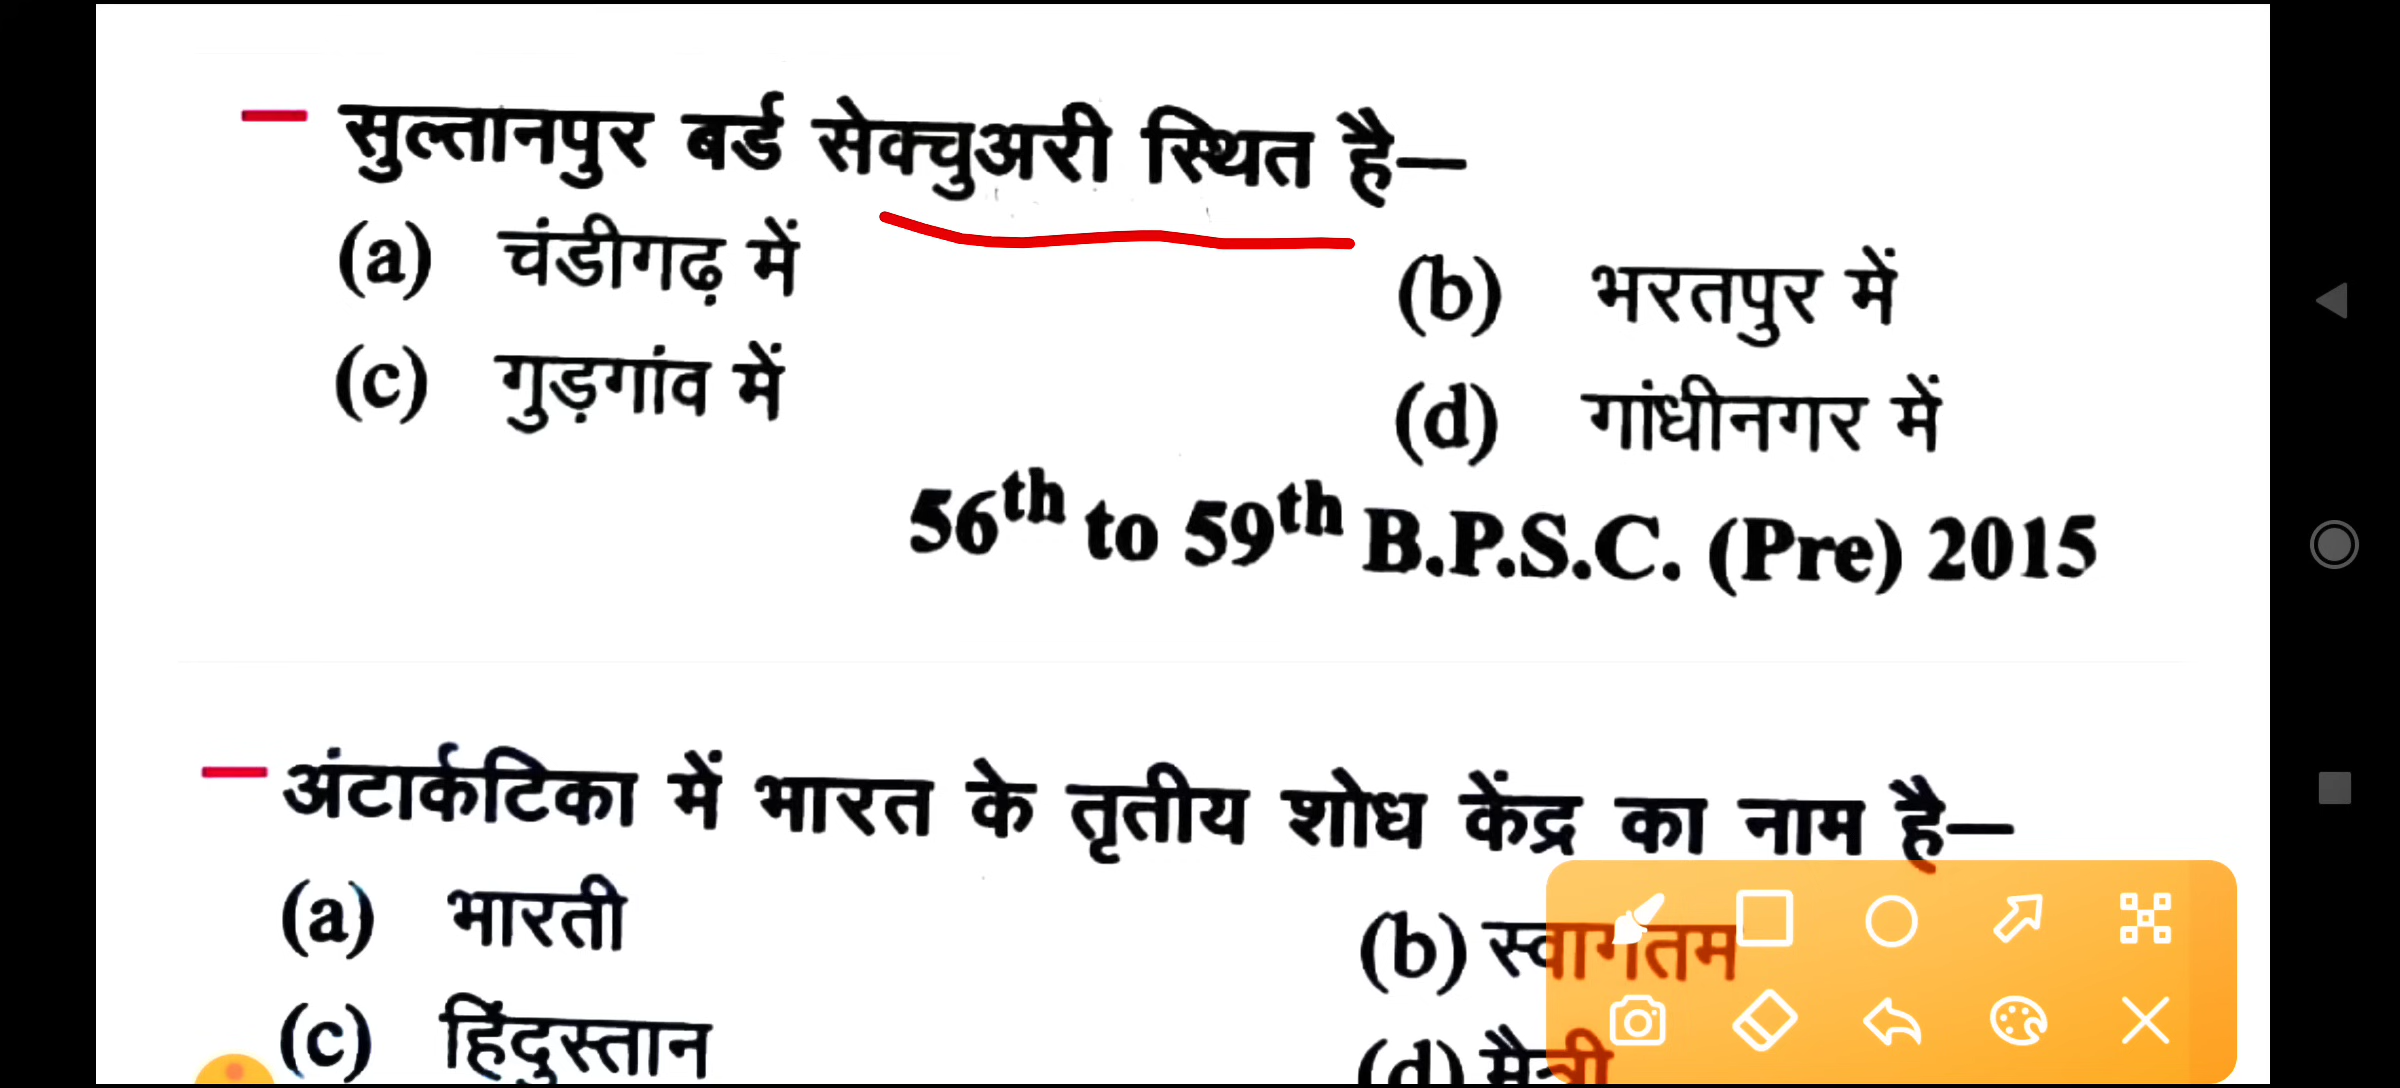 सुल्तानपुर बर्ड सेक्चुअरी स्थित है—
(a) चंडीगढ़ में (b) भरतपुर में
(c) गुड़गांव में (d) गांधीनगर में
56th to 59th B.P.S.C. (Pre) 2015
अंटार्कटिका में भारत के तृतीय शोध केंद्र का नाम है—
(a) भारती (b) स्वागतम
(c) हिंदुस्तान (d) मैत्री